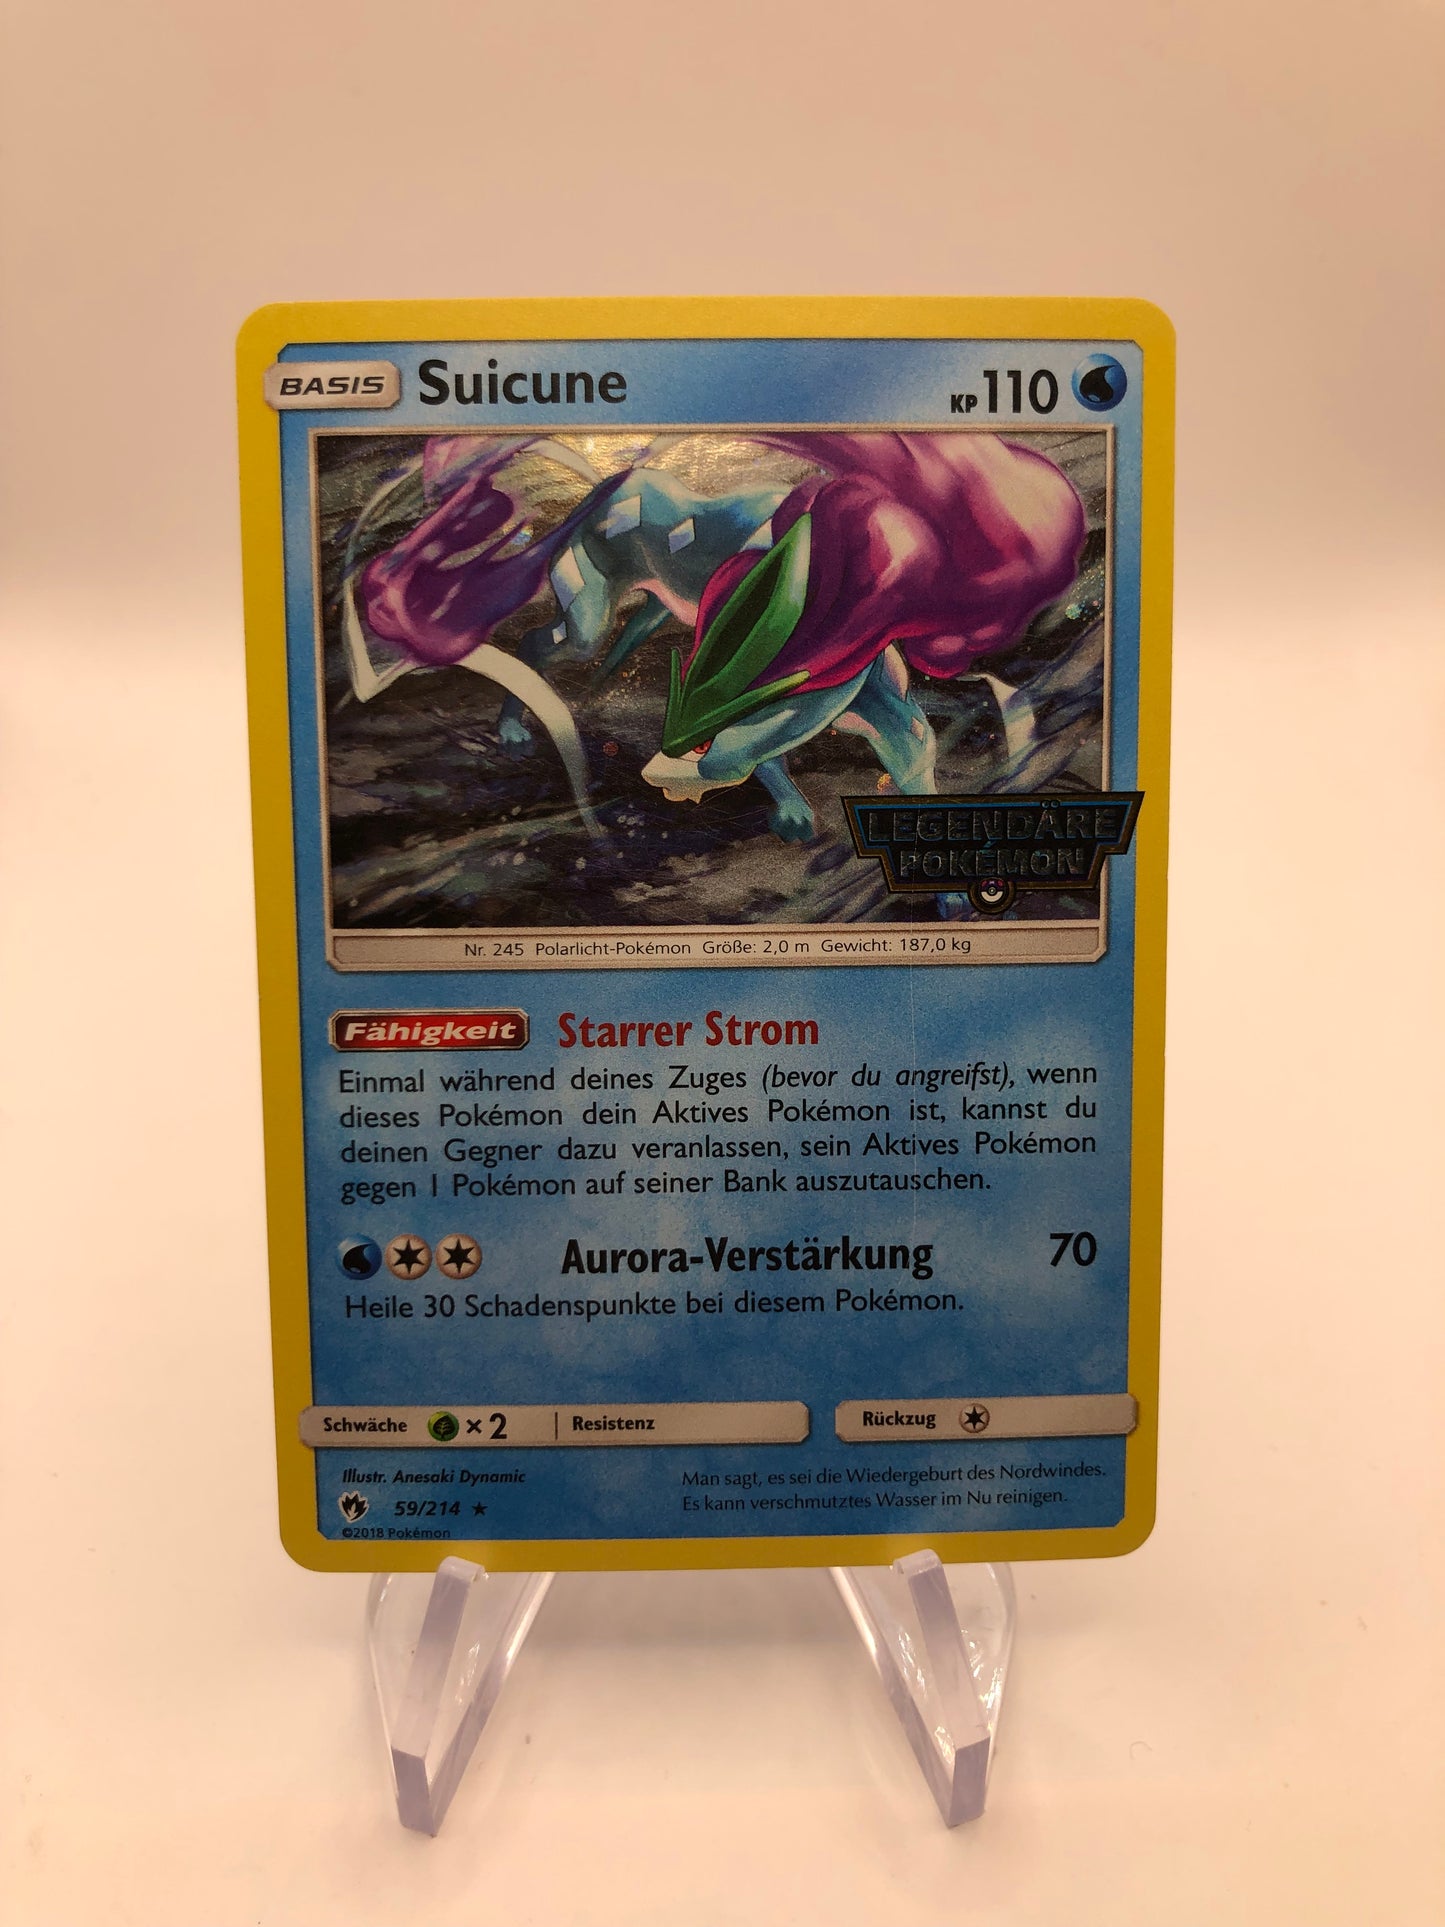 BASIS Suicune KP 110
LEGENDÄRE
POKÉMON
Nr. 245 Polarlicht-Pokémon Größe: 2,0 m Gewicht: 187,0 kg
Fähigkeit Starrer Strom
Einmal während deines Zuges (bevor du angreifst), wenn
dieses Pokémon dein Aktives Pokémon ist, kannst du
deinen Gegner dazu veranlassen, sein Aktives Pokémon
gegen 1 Pokémon auf seiner Bank auszutauschen.
Aurora-Verstärkung 70
Heile 30 Schadenspunkte bei diesem Pokémon.
Schwäche × 2 Resistenz Rückzug
Illustr. Anesaki Dynamic
59/214 ★
©2018 Pokémon
Man sagt, es sei die Wiedergeburt des Nordwindes.
Es kann verschmutztes Wasser im Nu reinigen.